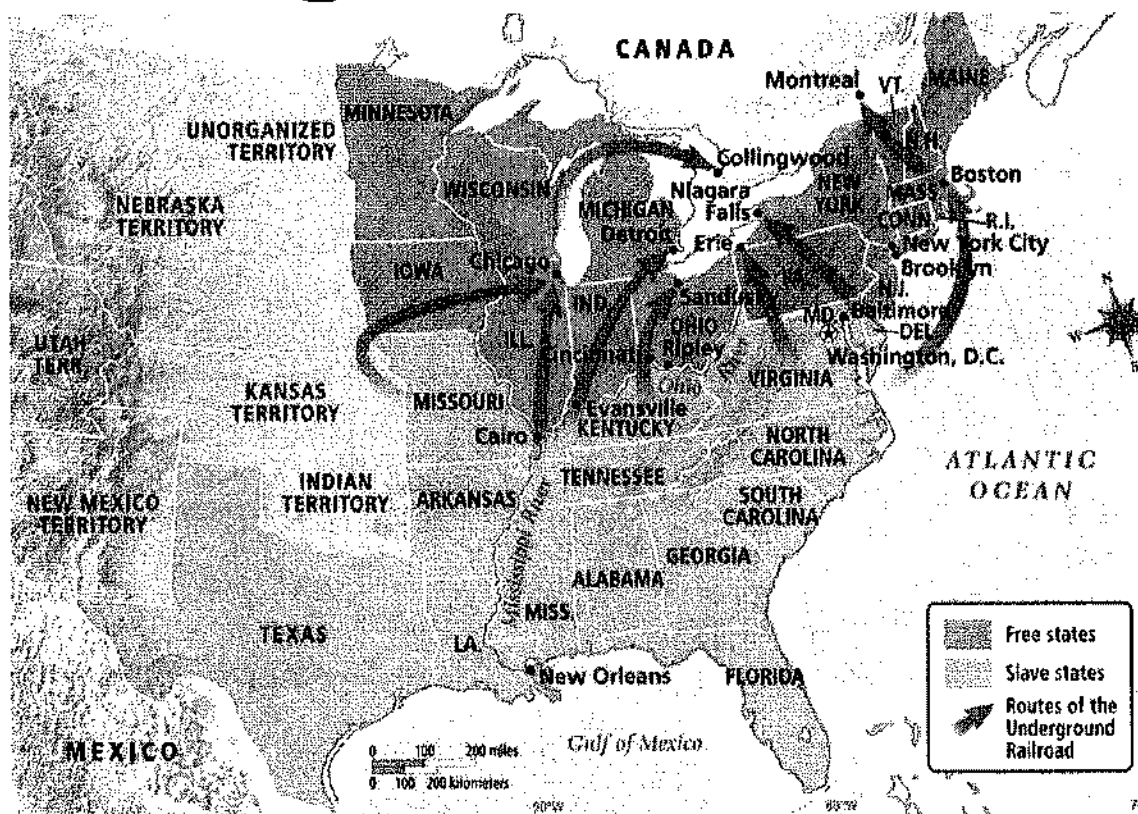 CANADA
Montreal
VT.
MAINE
MINNESOTA
UNORGANIZED
TERRITORY
N.H.
Collingwood
Boston
WISCONSIN
Niagara
Falls
NEW
YORK
MASS.
NEBRASKA
TERRITORY
MICHIGAN
CONN.
R.I.
Detroit
Erie
New York City
Brooklyn
IOWA
Chicago
N.J.
IND.
Sandusky
Baltimore
MD.
DEL.
OHIO
UTAH
TERR.
ILL.
Cincinnati
Ripley
Washington, D.C.
Ohio
VIRGINIA
KANSAS
TERRITORY
MISSOURI
Evansville
KENTUCKY
Cairo
NORTH
CAROLINA
ATLANTIC
OCEAN
TENNESSEE
INDIAN
TERRITORY
ARKANSAS
NEW MEXICO
TERRITORY
SOUTH
CAROLINA
Mississippi River
GEORGIA
ALABAMA
MISS.
TEXAS
LA.
New Orleans
FLORIDA
Free states
Slave states
Routes of the
Underground
Railroad
MEXICO
Gulf of Mexico
0 100 200 miles
0 100 200 kilometers
90°W
80°W
N
W